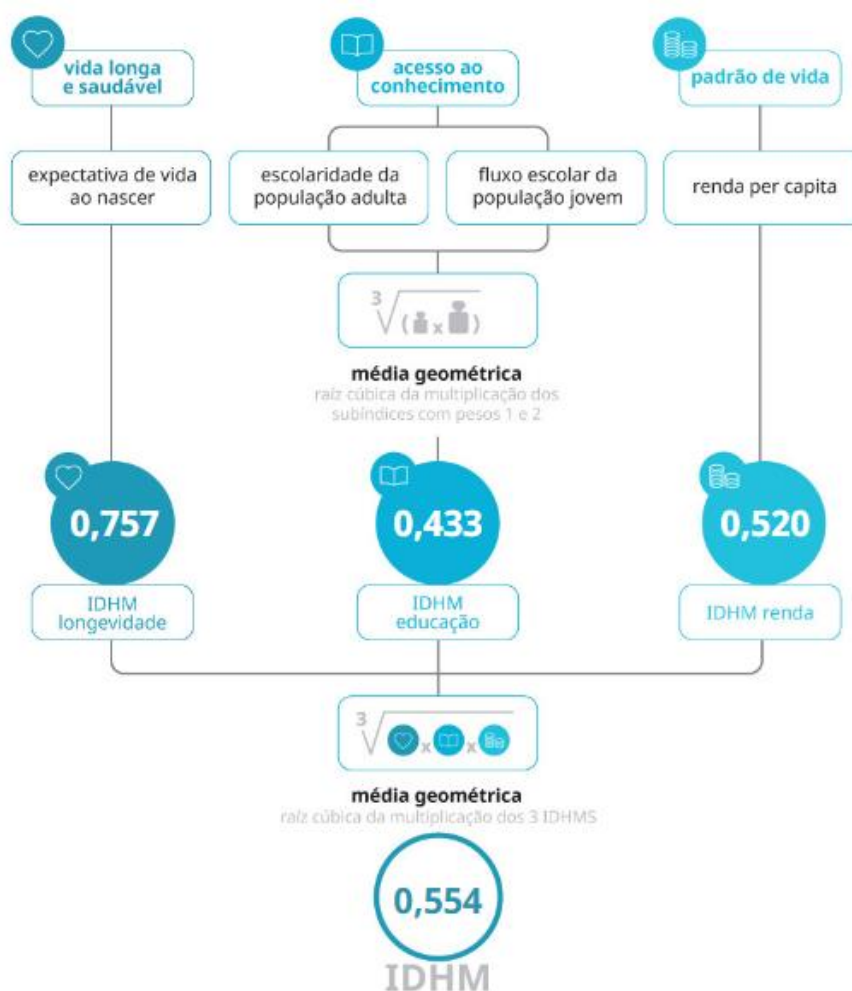 vida longa
e saudável
acesso ao
conhecimento
padrão de vida
expectativa de vida
ao nascer
escolaridade da
população adulta
fluxo escolar da
população jovem
renda per capita
3√( x )
média geométrica
raíz cúbica da multiplicação dos
subíndices com pesos 1 e 2
0,757
0,433
0,520
IDHM
longevidade
IDHM
educação
IDHM renda
3√ x x
média geométrica
raíz cúbica da multiplicação dos 3 IDHMS
0,554
IDHM